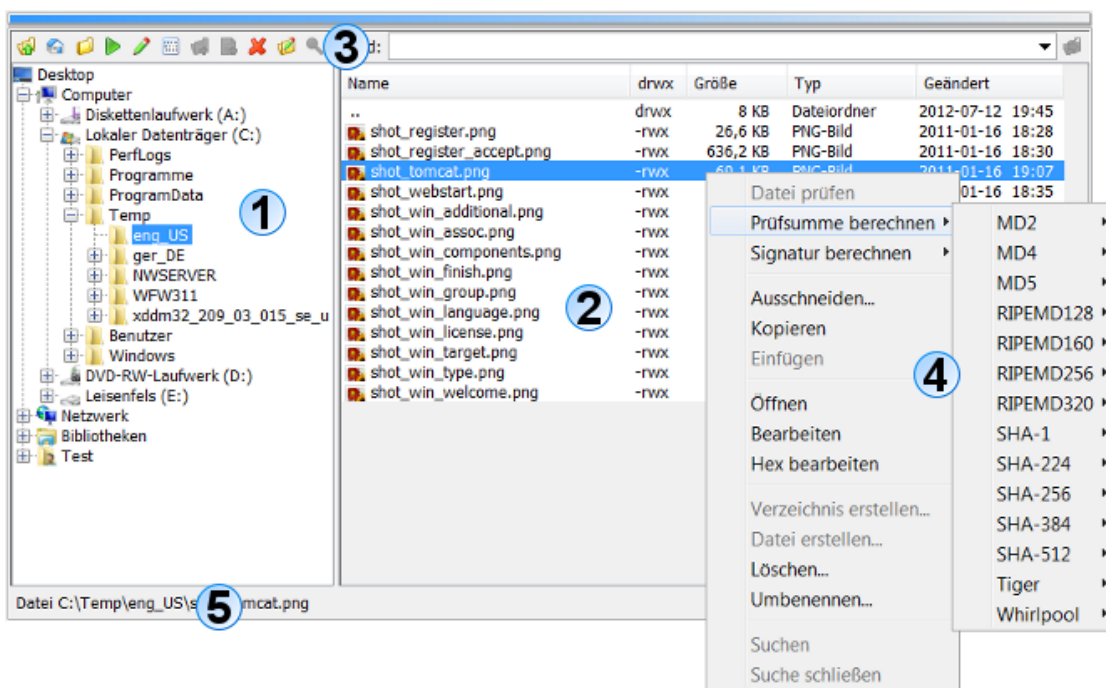 3 d:
Desktop
Computer
Diskettenlaufwerk (A:)
Lokaler Datenträger (C:)
PerfLogs
Programme
ProgramData
Temp
eng_US
ger_DE
NWSERVER
WFW311
xddm32_209_03_015_se_u
Benutzer
Windows
DVD-RW-Laufwerk (D:)
Leisenfels (E:)
Netzwerk
Bibliotheken
Test
1
Name drwx Größe Typ Geändert
.. drwx 8 KB Dateiordner 2012-07-12 19:45
shot_register.png -rwx 26,6 KB PNG-Bild 2011-01-16 18:28
shot_register_accept.png -rwx 636,2 KB PNG-Bild 2011-01-16 18:30
shot_tomcat.png -rwx 69,1 KB PNG-Bild 2011-01-16 19:07
shot_webstart.png -rwx 01-16 18:35
shot_win_additional.png -rwx
shot_win_assoc.png -rwx
shot_win_components.png -rwx
shot_win_finish.png -rwx
shot_win_group.png -rwx
shot_win_language.png -rwx
shot_win_license.png -rwx
shot_win_target.png -rwx
shot_win_type.png -rwx
shot_win_welcome.png -rwx
2
Datei prüfen
Prüfsumme berechnen
Signatur berechnen
Ausschneiden...
Kopieren
Einfügen
Öffnen
Bearbeiten
Hex bearbeiten
Verzeichnis erstellen...
Datei erstellen...
Löschen...
Umbenennen...
Suchen
Suche schließen
4
MD2
MD4
MD5
RIPEMD128
RIPEMD160
RIPEMD256
RIPEMD320
SHA-1
SHA-224
SHA-256
SHA-384
SHA-512
Tiger
Whirlpool
Datei C:\Temp\eng_US\s 5 mcat.png